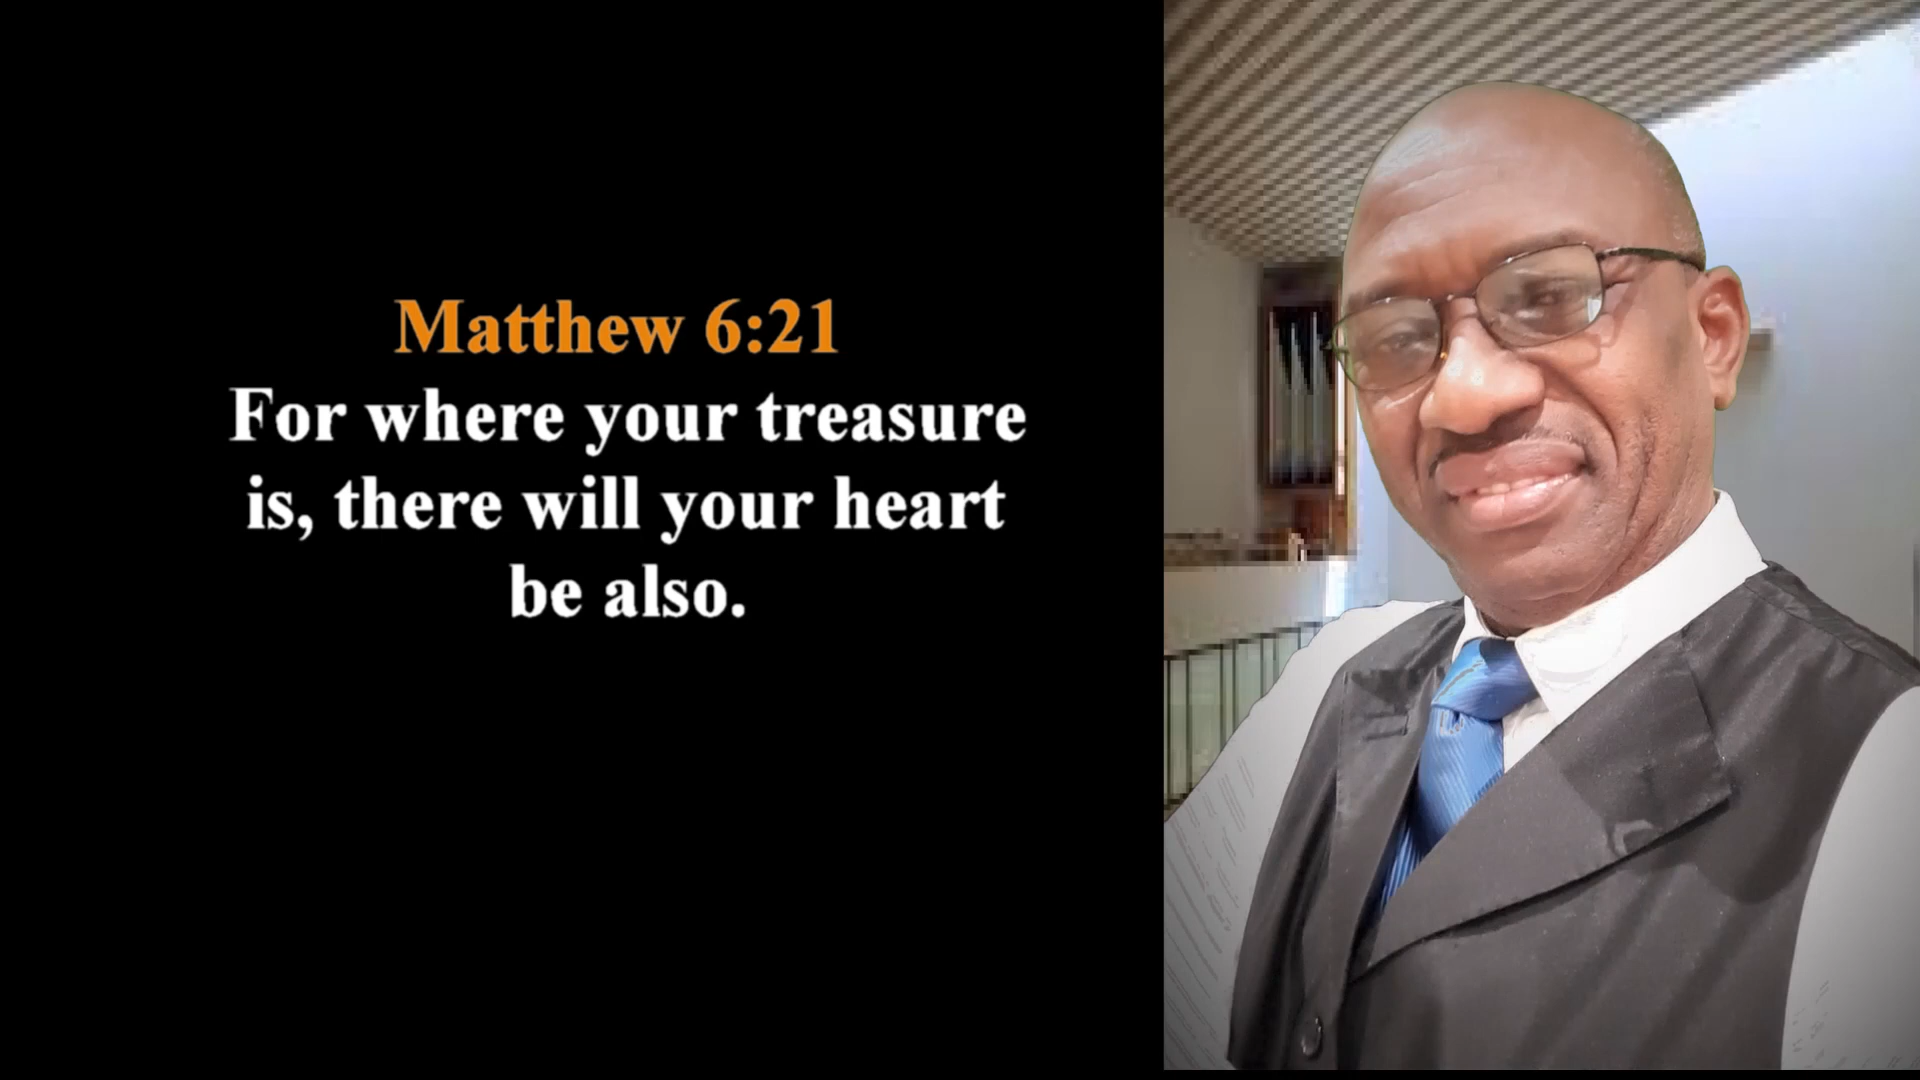 Matthew 6:21
For where your treasure
is, there will your heart
be also.